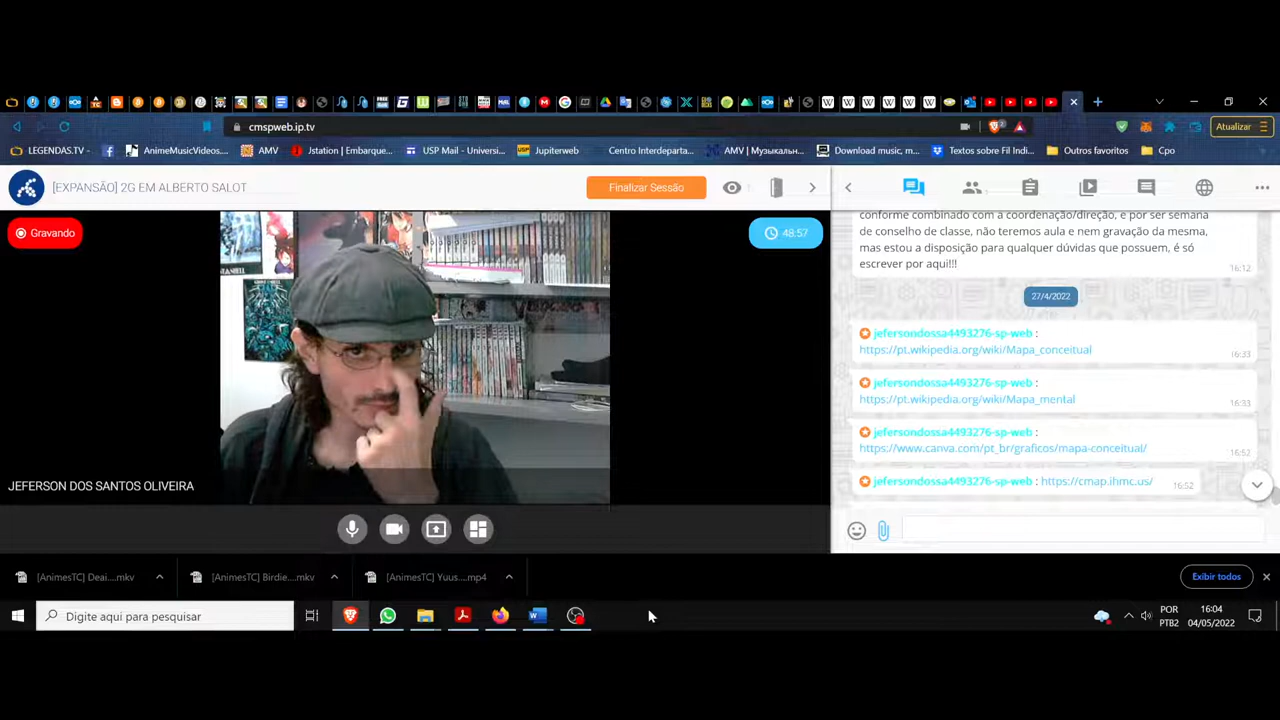 cmspweb.ip.tv
Atualizar
LEGENDAS.TV -
AnimeMusicVideos...
AMV
Jstation | Embarque...
USP Mail - Universi...
Jupiterweb
Centro Interdeparta...
AMV | Музыкальн...
Download music, m...
Textos sobre Fil Indi...
Outros favoritos
Cpo
[EXPANSÃO] 2G EM ALBERTO SALOT
Finalizar Sessão
Gravando
48:57
JEFERSON DOS SANTOS OLIVEIRA
conforme combinado com a coordenação/direção, e por ser semana
de conselho de classe, não teremos aula e nem gravação da mesma,
mas estou a disposição para qualquer dúvidas que possuem, é só
escrever por aqui!!!
16:12
27/4/2022
jefersondossa4493276-sp-web :
https://pt.wikipedia.org/wiki/Mapa_conceitual
16:33
jefersondossa4493276-sp-web :
https://pt.wikipedia.org/wiki/Mapa_mental
16:33
jefersondossa4493276-sp-web :
https://www.canva.com/pt_br/graficos/mapa-conceitual/
16:52
jefersondossa4493276-sp-web : https://cmap.ihmc.us/
16:52
[AnimesTC] Deai....mkv
[AnimesTC] Birdie....mkv
[AnimesTC] Yuus....mp4
Exibir todos
Digite aqui para pesquisar
POR
PTB2
16:04
04/05/2022